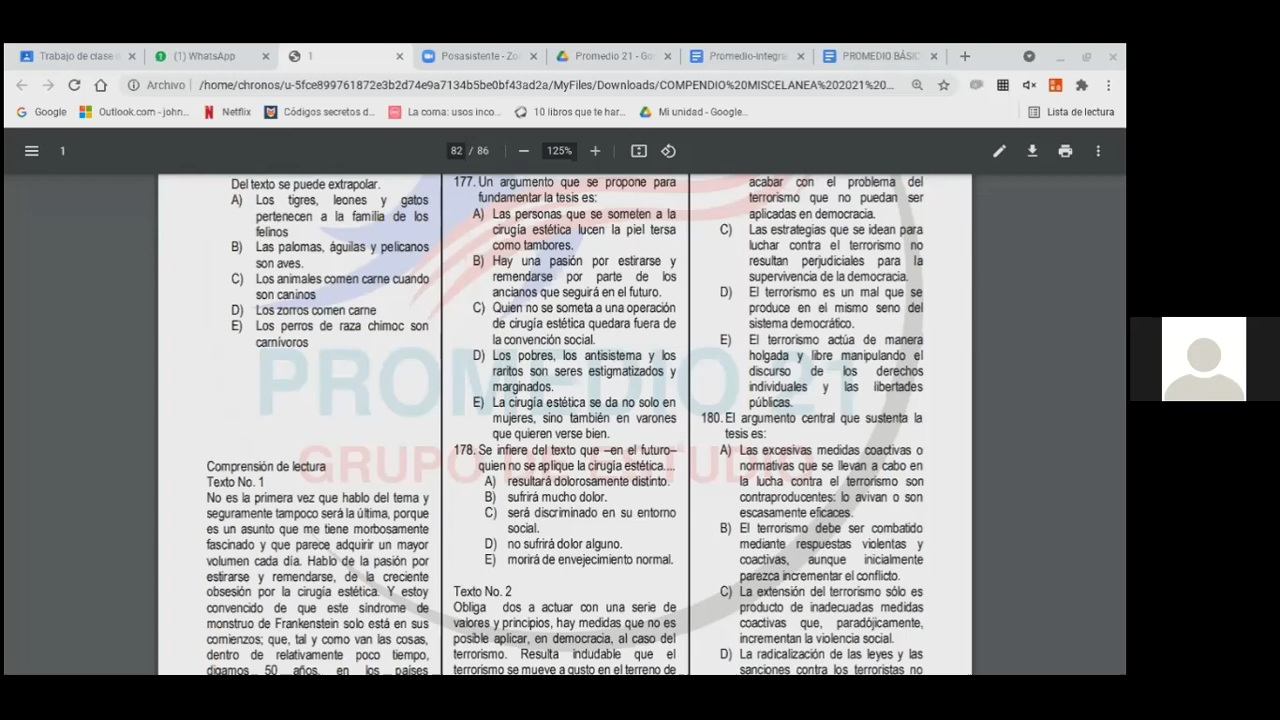 Trabajo de clase
(1) WhatsApp
1
Posasistente - Zo
Promedio 21 - Go
Promedio-Integra
PROMEDIO BÁSIC
Archivo
/home/chronos/u-5fce899761972e3b2d74e9a7134b5be0bf43ad2a/MyFiles/Downloads/COMPENDIO%20MISCELANEA%202021%20...
Google
Outlook.com - john...
Netflix
Códigos secretos d...
La coma: usos inco...
10 libros que te har...
Mi unidad - Google...
Lista de lectura
1
82 / 86
125%
Del texto se puede extrapolar.
A) Los tigres, leones y gatos
pertenecen a la familia de los
felinos
B) Las palomas, águilas y pelicanos
son aves.
C) Los animales comen carne cuando
son caninos
D) Los zorros comen carne
E) Los perros de raza chimoc son
carnívoros
Comprensión de lectura
Texto No. 1
No es la primera vez que hablo del tema y
seguramente tampoco será la última, porque
es un asunto que me tiene morbosamente
fascinado y que parece adquirir un mayor
volumen cada día. Hablo de la pasión por
estirarse y remendarse, de la creciente
obsesión por la cirugía estética. Y estoy
convencido de que este síndrome de
monstruo de Frankenstein solo está en sus
comienzos; que, tal y como van las cosas,
dentro de relativamente poco tiempo,
digamos 50 años, en los países
177. Un argumento que se propone para
fundamentar la tesis es:
A) Las personas que se someten a la
cirugía estética lucen la piel tersa
como tambores.
B) Hay una pasión por estirarse y
remendarse por parte de los
ancianos que seguirá en el futuro.
C) Quien no se someta a una operación
de cirugía estética quedara fuera de
la convención social.
D) Los pobres, los antisistema y los
raritos son seres estigmatizados y
marginados.
E) La cirugía estética se da no solo en
mujeres, sino también en varones
que quieren verse bien.
178. Se infiere del texto que –en el futuro–
quien no se aplique la cirugía estética....
A) resultará dolorosamente distinto.
B) sufrirá mucho dolor.
C) será discriminado en su entorno
social.
D) no sufrirá dolor alguno.
E) morirá de envejecimiento normal.
Texto No. 2
Obliga dos a actuar con una serie de
valores y principios, hay medidas que no es
posible aplicar, en democracia, al caso del
terrorismo. Resulta indudable que el
terrorismo se mueve a gusto en el terreno de
acabar con el problema del
terrorismo que no puedan ser
aplicadas en democracia.
C) Las estrategias que se idean para
luchar contra el terrorismo no
resultan perjudiciales para la
supervivencia de la democracia.
D) El terrorismo es un mal que se
produce en el mismo seno del
sistema democrático.
E) El terrorismo actúa de manera
holgada y libre manipulando el
discurso de los derechos
individuales y las libertades
públicas.
180. El argumento central que sustenta la
tesis es:
A) Las excesivas medidas coactivas o
normativas que se llevan a cabo en
la lucha contra el terrorismo son
contraproducentes: lo avivan o son
escasamente eficaces.
B) El terrorismo debe ser combatido
mediante respuestas violentas y
coactivas, aunque inicialmente
parezca incrementar el conflicto.
C) La extensión del terrorismo sólo es
producto de inadecuadas medidas
coactivas que, paradójicamente,
incrementan la violencia social.
D) La radicalización de las leyes y las
sanciones contra los terroristas no
PROMEDIO 21
GRUPO DE ESTUDIO